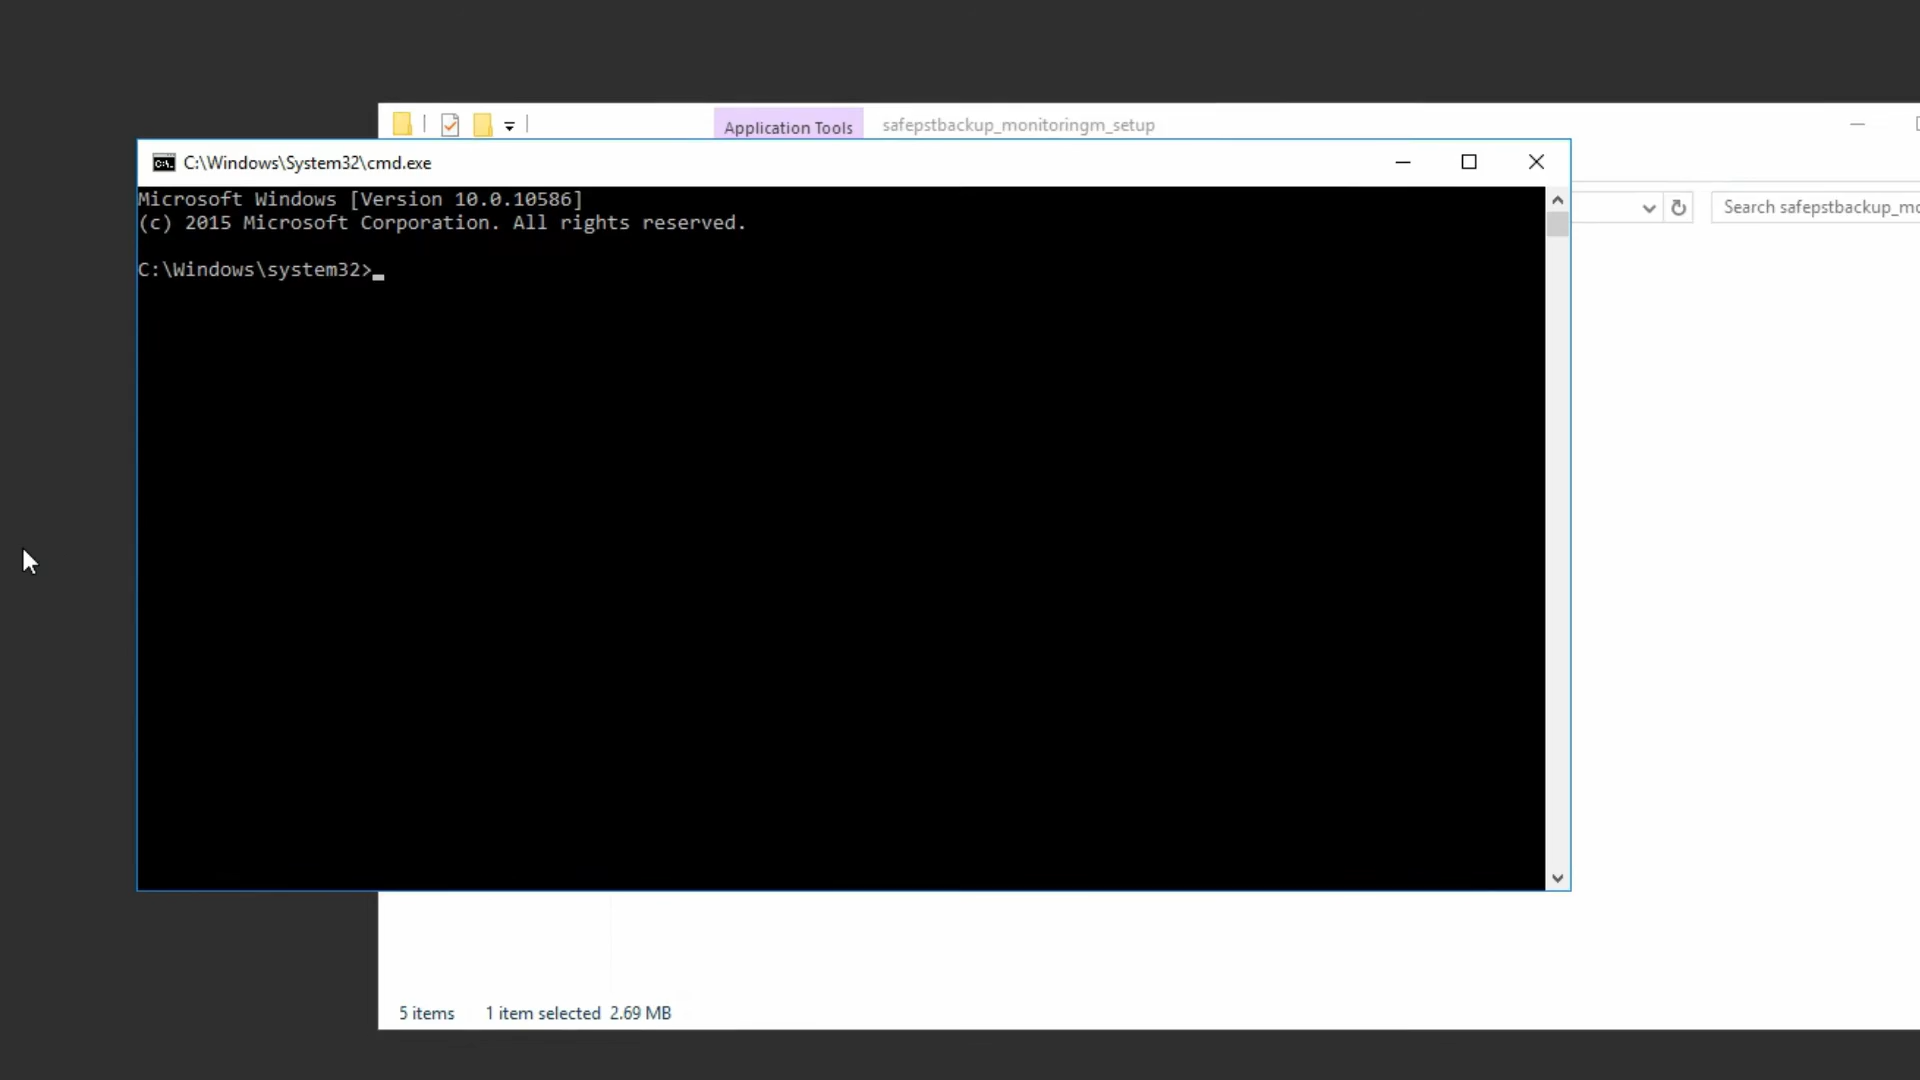 Application Tools safepstbackup_monitoringm_setup
C:\Windows\System32\cmd.exe
Microsoft Windows [Version 10.0.10586]
(c) 2015 Microsoft Corporation. All rights reserved.
Search safepstbackup_mo
C:\Windows\system32>
5 items 1 item selected 2.69 MB